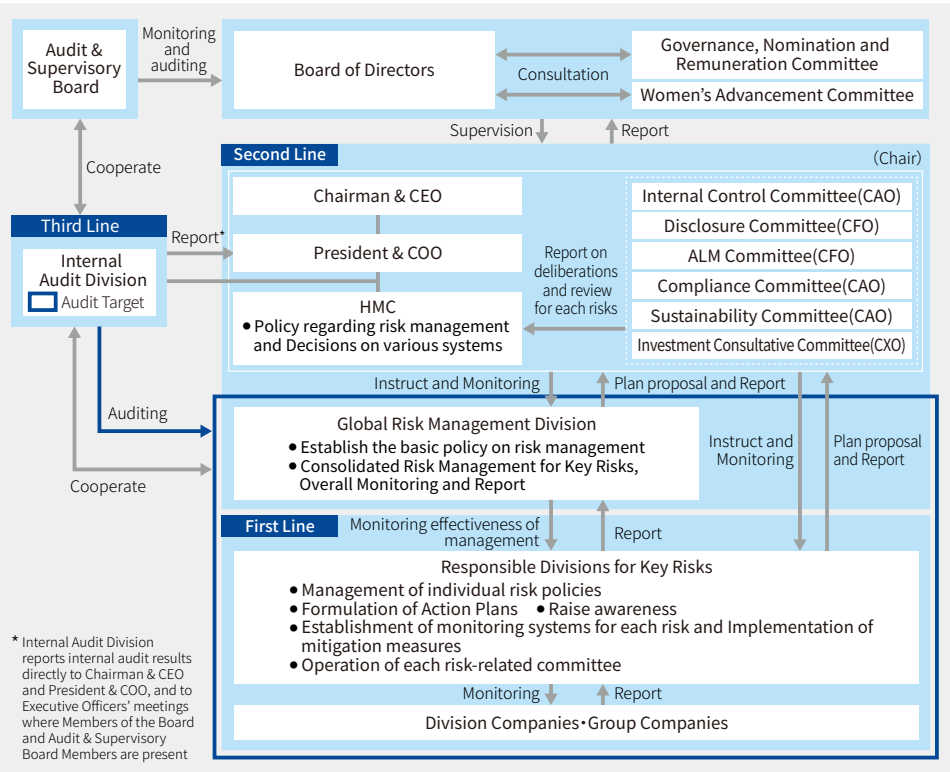 Audit &
Supervisory
Board
Monitoring
and
auditing
Board of Directors
Consultation
Governance, Nomination and
Remuneration Committee
Women's Advancement Committee
Supervision
Report
Cooperate
Second Line
(Chair)
Chairman & CEO
President & COO
HMC
● Policy regarding risk management
and Decisions on various systems
Report on
deliberations
and review
for each risks
Internal Control Committee(CAO)
Disclosure Committee(CFO)
ALM Committee(CFO)
Compliance Committee(CAO)
Sustainability Committee(CAO)
Investment Consultative Committee(CXO)
Third Line
Report*
Internal
Audit Division
Audit Target
Instruct and Monitoring
Plan proposal and Report
Auditing
Cooperate
Global Risk Management Division
● Establish the basic policy on risk management
● Consolidated Risk Management for Key Risks,
Overall Monitoring and Report
Instruct and
Monitoring
Plan proposal
and Report
First Line
Monitoring effectiveness of
management
Report
Responsible Divisions for Key Risks
● Management of individual risk policies
● Formulation of Action Plans ● Raise awareness
● Establishment of monitoring systems for each risk and Implementation of
mitigation measures
● Operation of each risk-related committee
Monitoring
Report
Division Companies・Group Companies
* Internal Audit Division
reports internal audit results
directly to Chairman & CEO
and President & COO, and to
Executive Officers' meetings
where Members of the Board
and Audit & Supervisory
Board Members are present